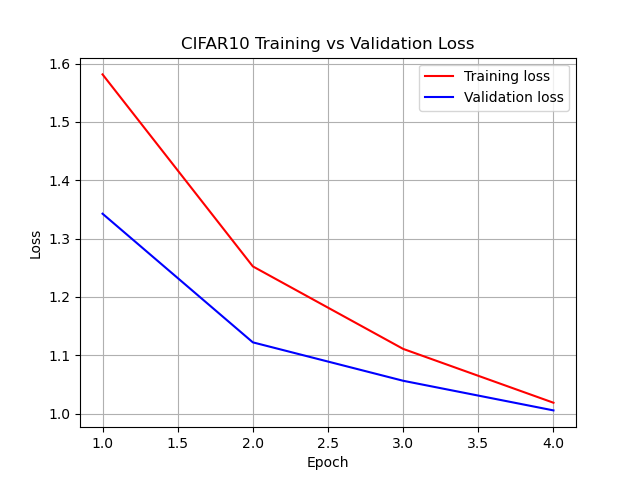 CIFAR10 Training vs Validation Loss
Training loss
Validation loss
1.6
1.5
1.4
1.3
1.2
1.1
1.0
Loss
1.0 1.5 2.0 2.5 3.0 3.5 4.0
Epoch